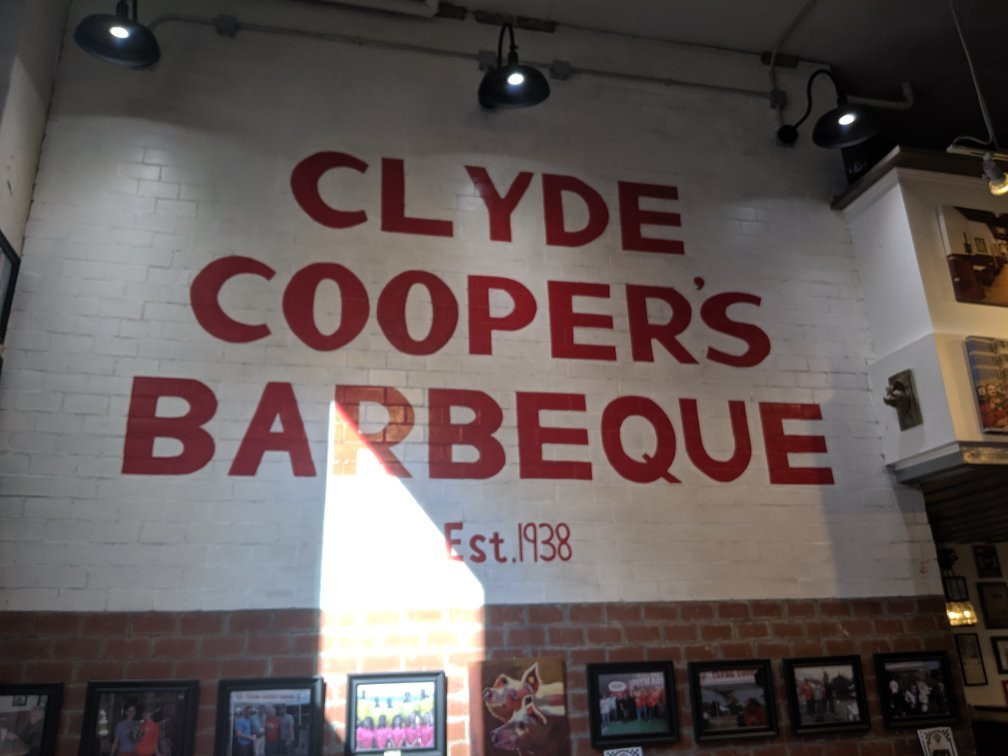 CLYDE
COOPER'S
BARBEQUE
Est. 1938